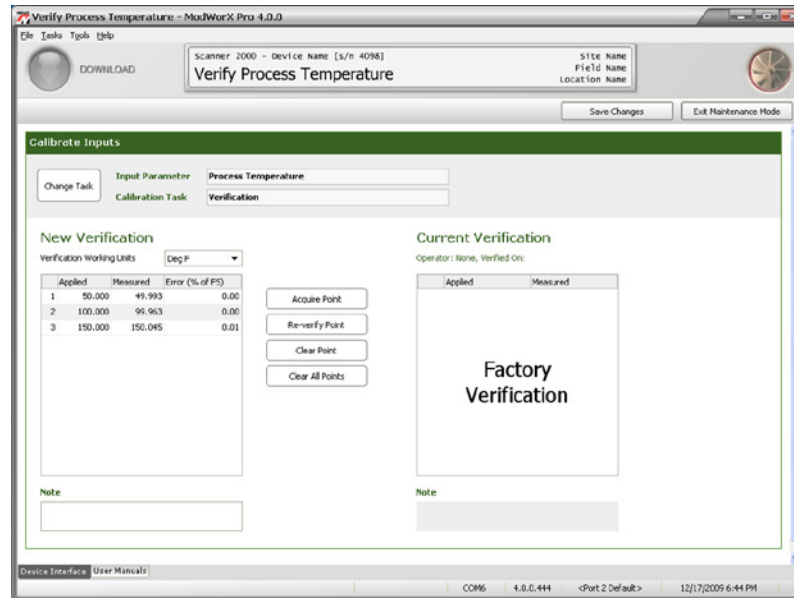 Verify Process Temperature - ModWorX Pro 4.0.0
File Tasks Tools Help
DOWNLOAD
Scanner 2000 - Device Name [s/n 4098]
Verify Process Temperature
Site Name
Field Name
Location Name
Save Changes
Exit Maintenance Mode
Calibrate Inputs
Change Task
Input Parameter Process Temperature
Calibration Task Verification
New Verification
Verification Working Units Deg F
Applied Measured Error (% of FS)
1 50.000 49.993 0.00
2 100.000 99.963 0.00
3 150.000 150.045 0.01
Acquire Point
Re-verify Point
Clear Point
Clear All Points
Note
Current Verification
Operator: None, Verified On:
Applied Measured
Factory
Verification
Note
Device Interface User Manuals
COM6 4.0.0.444 <Port 2 Default> 12/17/2009 6:44 PM